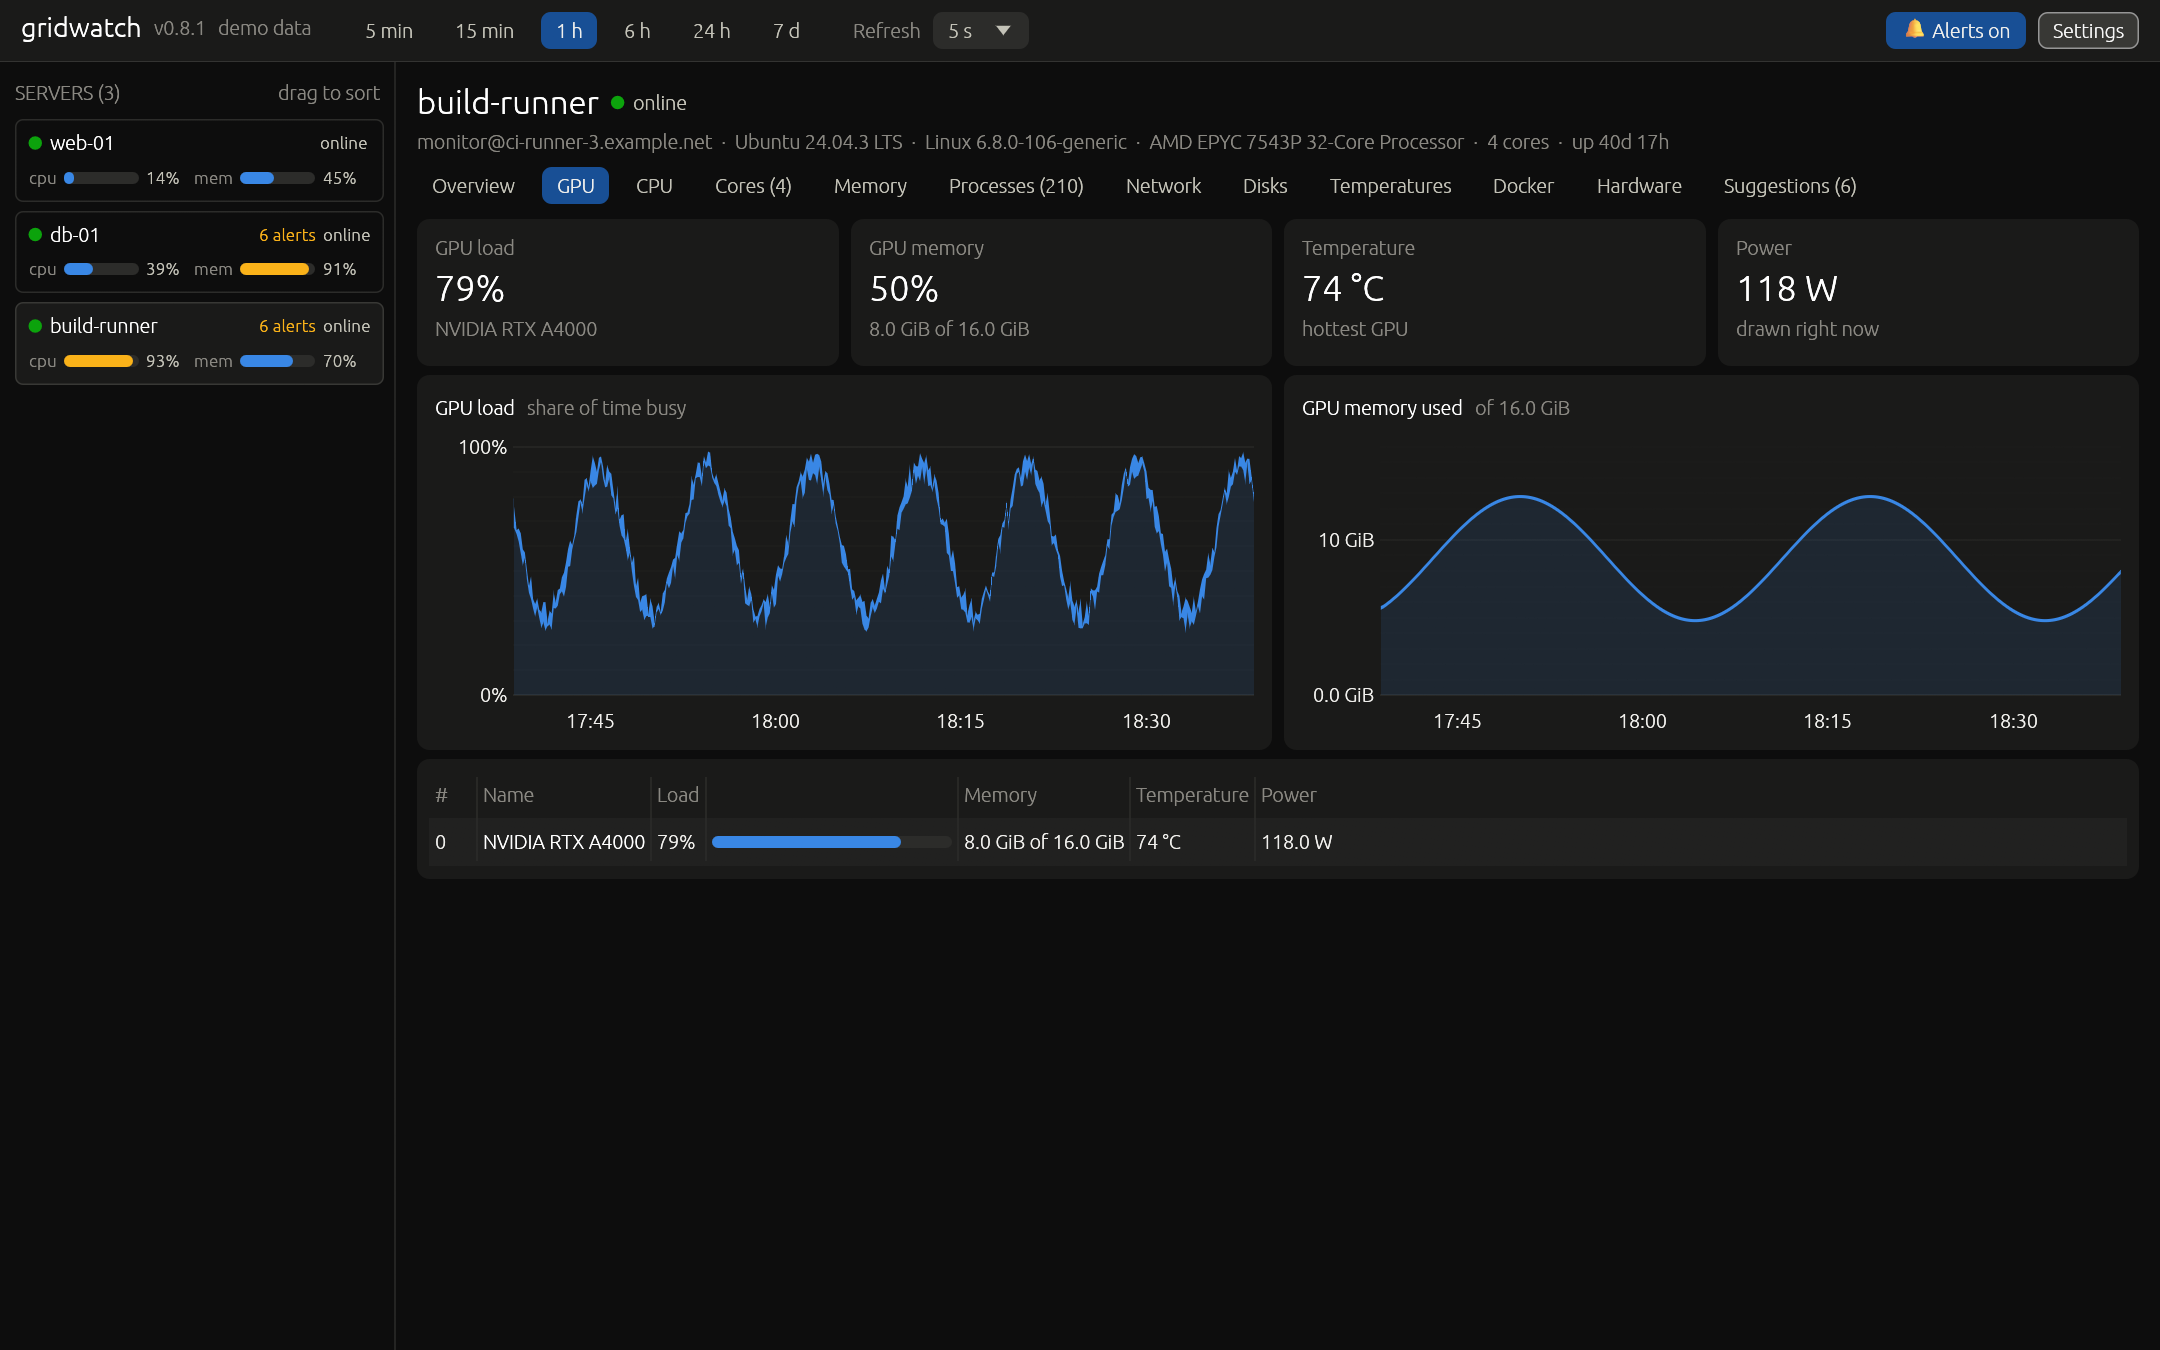 gridwatch v0.8.1 demo data 5 min 15 min 1 h 6 h 24 h 7 d Refresh 5 s Alerts on Settings
SERVERS (3) drag to sort
web-01 online
cpu 14% mem 45%
db-01 6 alerts online
cpu 39% mem 91%
build-runner 6 alerts online
cpu 93% mem 70%
build-runner online
monitor@ci-runner-3.example.net · Ubuntu 24.04.3 LTS · Linux 6.8.0-106-generic · AMD EPYC 7543P 32-Core Processor · 4 cores · up 40d 17h
Overview GPU CPU Cores (4) Memory Processes (210) Network Disks Temperatures Docker Hardware Suggestions (6)
GPU load
79%
NVIDIA RTX A4000
GPU memory
50%
8.0 GiB of 16.0 GiB
Temperature
74 °C
hottest GPU
Power
118 W
drawn right now
GPU load share of time busy
100%
0%
17:45 18:00 18:15 18:30
GPU memory used of 16.0 GiB
10 GiB
0.0 GiB
17:45 18:00 18:15 18:30
# Name Load Memory Temperature Power
0 NVIDIA RTX A4000 79% 8.0 GiB of 16.0 GiB 74 °C 118.0 W